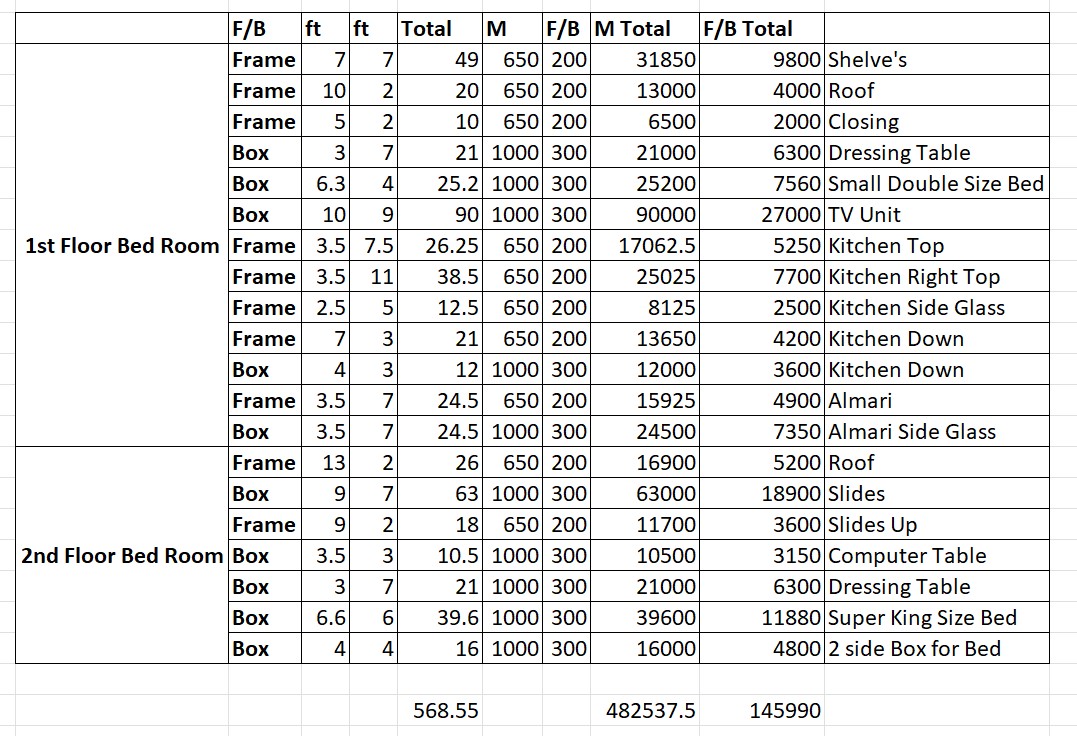 F/B ft ft Total M F/B M Total F/B Total
Frame 7 7 49 650 200 31850 9800 Shelve's
Frame 10 2 20 650 200 13000 4000 Roof
Frame 5 2 10 650 200 6500 2000 Closing
Box 3 7 21 1000 300 21000 6300 Dressing Table
Box 6.3 4 25.2 1000 300 25200 7560 Small Double Size Bed
Box 10 9 90 1000 300 90000 27000 TV Unit
1st Floor Bed Room Frame 3.5 7.5 26.25 650 200 17062.5 5250 Kitchen Top
Frame 3.5 11 38.5 650 200 25025 7700 Kitchen Right Top
Frame 2.5 5 12.5 650 200 8125 2500 Kitchen Side Glass
Frame 7 3 21 650 200 13650 4200 Kitchen Down
Box 4 3 12 1000 300 12000 3600 Kitchen Down
Frame 3.5 7 24.5 650 200 15925 4900 Almari
Box 3.5 7 24.5 1000 300 24500 7350 Almari Side Glass
Frame 13 2 26 650 200 16900 5200 Roof
Box 9 7 63 1000 300 63000 18900 Slides
Frame 9 2 18 650 200 11700 3600 Slides Up
2nd Floor Bed Room Box 3.5 3 10.5 1000 300 10500 3150 Computer Table
Box 3 7 21 1000 300 21000 6300 Dressing Table
Box 6.6 6 39.6 1000 300 39600 11880 Super King Size Bed
Box 4 4 16 1000 300 16000 4800 2 side Box for Bed
568.55 482537.5 145990